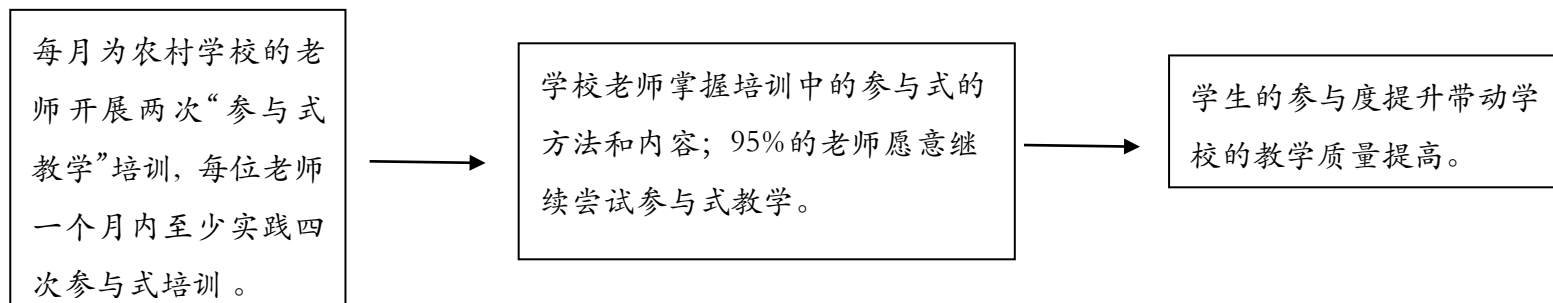 每月为农村学校的老
师开展两次“参与式
教学”培训, 每位老师
一个月内至少实践四
次参与式培训 。
学校老师掌握培训中的参与式的
方法和内容；95%的老师愿意继
续尝试参与式教学。
学生的参与度提升带动学
校的教学质量提高。